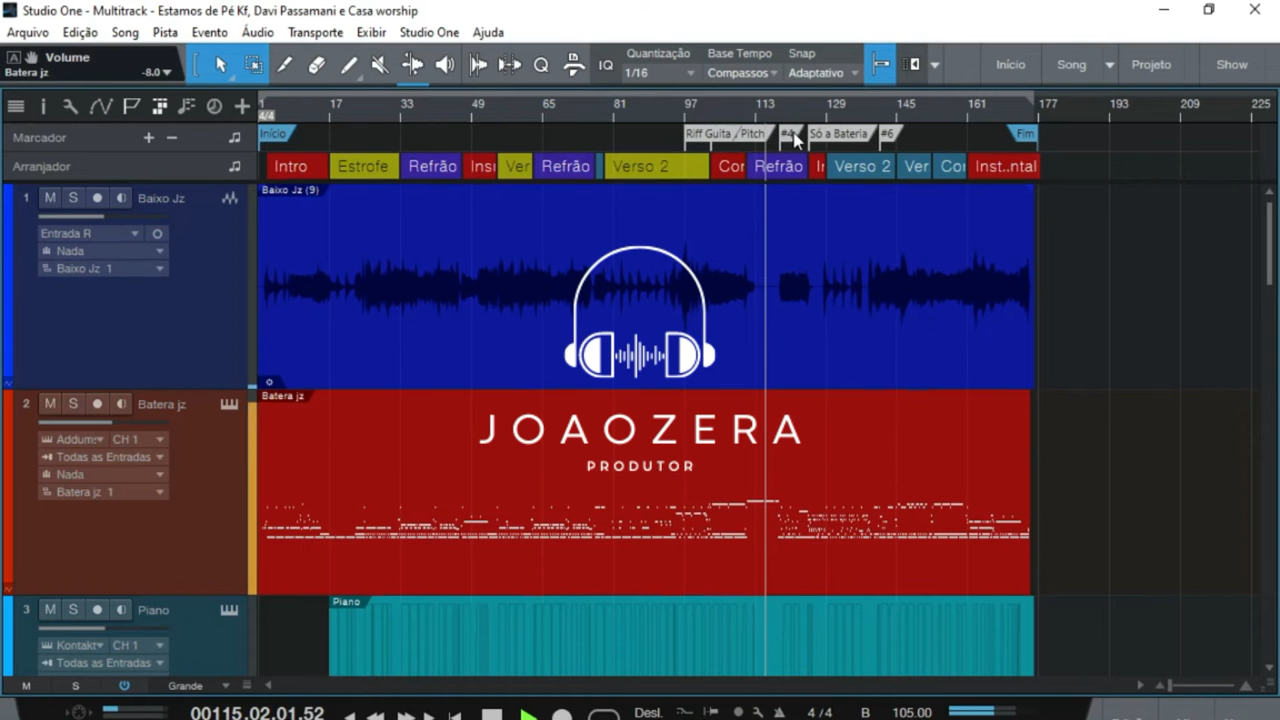 Studio One - Multitrack - Estamos de Pé Kf, Davi Passamani e Casa worship
Arquivo Edição Song Pista Evento Áudio Transporte Exibir Studio One Ajuda
Volume
Batera jz -8.0
IQ
Quantização Base Tempo Snap
1/16 Compassos Adaptativo
Início Song Projeto Show
1 17 33 49 65 81 97 113 129 145 161 177 193 209 225
4/4
Marcador
Início Riff Guita / Pitch #4 Só a Bateria #6 Fim
Arranjador
Intro Estrofe Refrão Ver Refrão Verso 2 Refrão Verso 2 Ver Inst..ntal
1 M S Baixo Jz
Baixo Jz (9)
Entrada R
Nada
Baixo Jz 1
JOAOZERA
PRODUTOR
2 M S Batera jz
Batera jz
CH 1
Todas as Entradas
Nada
Batera jz 1
3 M S Piano
Piano
Kontakt CH 1
Todas as Entradas
M S Grande
00115.02.01.52 Desl. 4/4 B 105.00